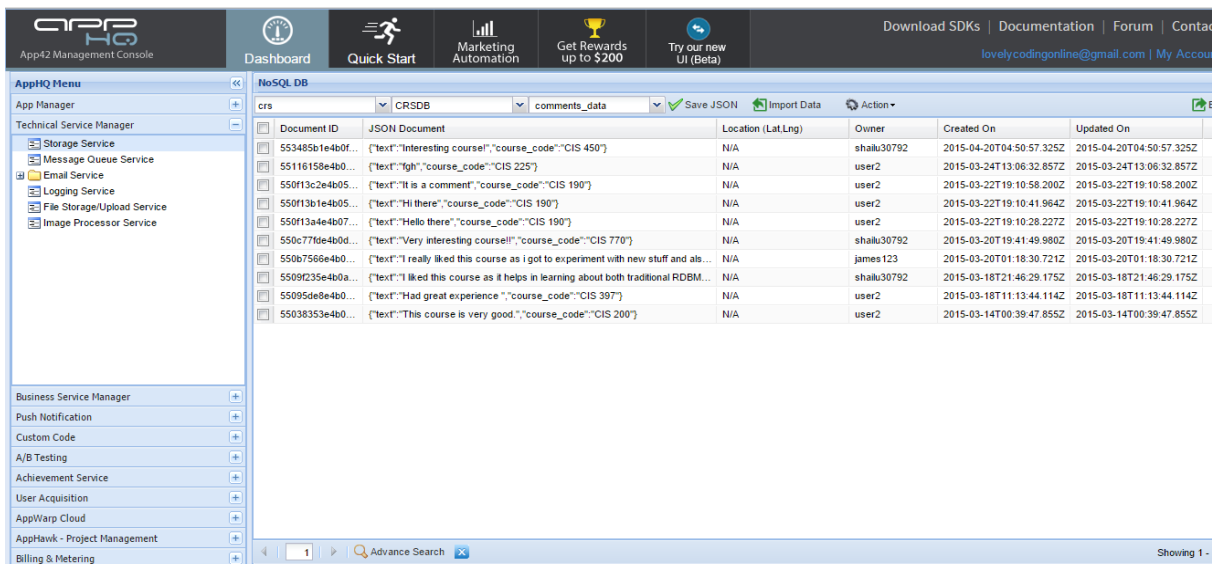 APP HQ
App42 Management Console
Dashboard
Quick Start
Marketing Automation
Get Rewards up to $200
Try our new UI (Beta)
Download SDKs | Documentation | Forum |
lovelycodingonline@gmail.com | My
AppHQ Menu
App Manager
Technical Service Manager
Storage Service
Message Queue Service
Email Service
Logging Service
File Storage/Upload Service
Image Processor Service
Business Service Manager
Push Notification
Custom Code
A/B Testing
Achievement Service
User Acquisition
AppWarp Cloud
AppHawk - Project Management
Billing & Metering
NoSQL DB
crs CRSDB comments_data Save JSON Import Data Action
Document ID JSON Document Location (Lat,Lng) Owner Created On Updated On
553485b1e4b0f... {"text":"Interesting course!","course_code":"CIS 450"} N/A shailu30792 2015-04-20T04:50:57.325Z 2015-04-20T04:50:57.325Z
55116158e4b0... {"text":"fgh","course_code":"CIS 225"} N/A user2 2015-03-24T13:06:32.857Z 2015-03-24T13:06:32.857Z
550f13c2e4b05... {"text":"It is a comment","course_code":"CIS 190"} N/A user2 2015-03-22T19:10:58.200Z 2015-03-22T19:10:58.200Z
550f13b1e4b05... {"text":"Hi there","course_code":"CIS 190"} N/A user2 2015-03-22T19:10:41.964Z 2015-03-22T19:10:41.964Z
550f13a4e4b07... {"text":"Hello there","course_code":"CIS 190"} N/A user2 2015-03-22T19:10:28.227Z 2015-03-22T19:10:28.227Z
550c77fde4b0d... {"text":"Very interesting course!!","course_code":"CIS 770"} N/A shailu30792 2015-03-20T19:41:49.980Z 2015-03-20T19:41:49.980Z
550b7566e4b0... {"text":"I really liked this course as i got to experiment with new stuff and als... N/A james123 2015-03-20T01:18:30.721Z 2015-03-20T01:18:30.721Z
5509f235e4b0a... {"text":"I liked this course as it helps in learning about both traditional RDBM... N/A shailu30792 2015-03-18T21:46:29.175Z 2015-03-18T21:46:29.175Z
55095de8e4b0... {"text":"Had great experience ","course_code":"CIS 397"} N/A user2 2015-03-18T11:13:44.114Z 2015-03-18T11:13:44.114Z
55038353e4b0... {"text":"This course is very good.","course_code":"CIS 200"} N/A user2 2015-03-14T00:39:47.855Z 2015-03-14T00:39:47.855Z
1 Advance Search Showing 1 -